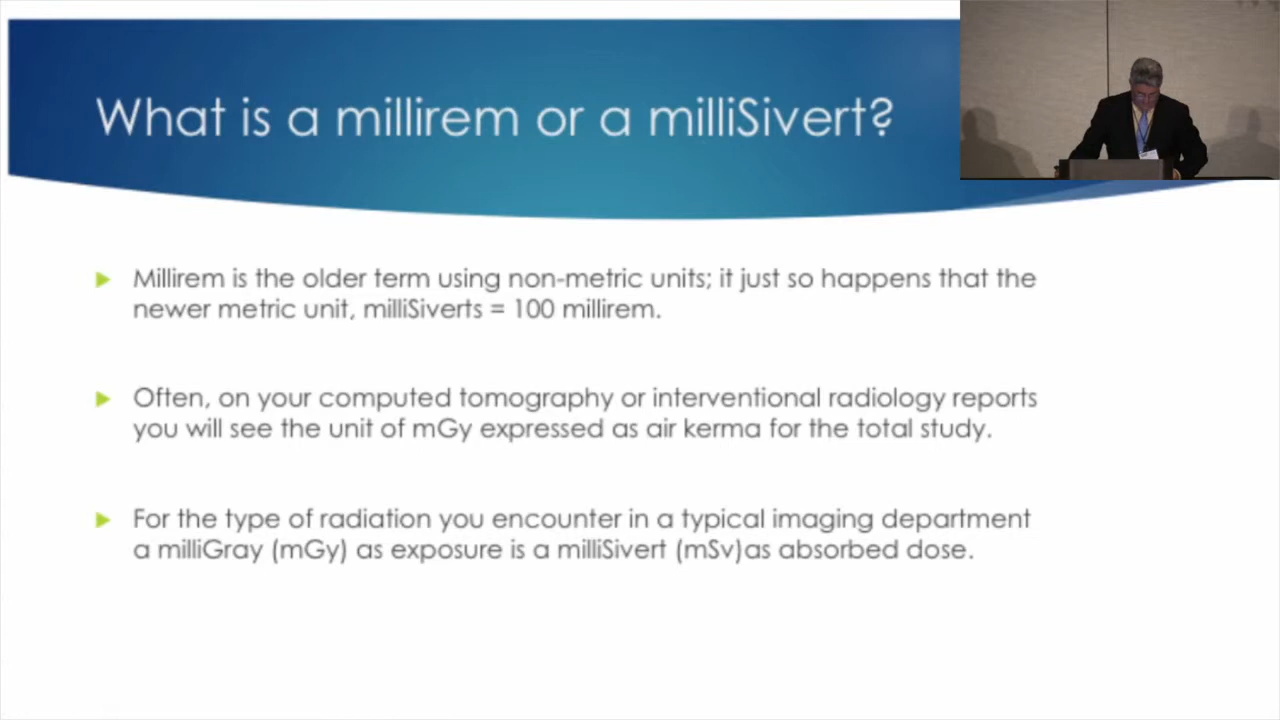 What is a millirem or a milliSivert?
Millirem is the older term using non-metric units; it just so happens that the
newer metric unit, milliSiverts = 100 millirem.
Often, on your computed tomography or interventional radiology reports
you will see the unit of mGy expressed as air kerma for the total study.
For the type of radiation you encounter in a typical imaging department
a milliGray (mGy) as exposure is a milliSivert (mSv)as absorbed dose.